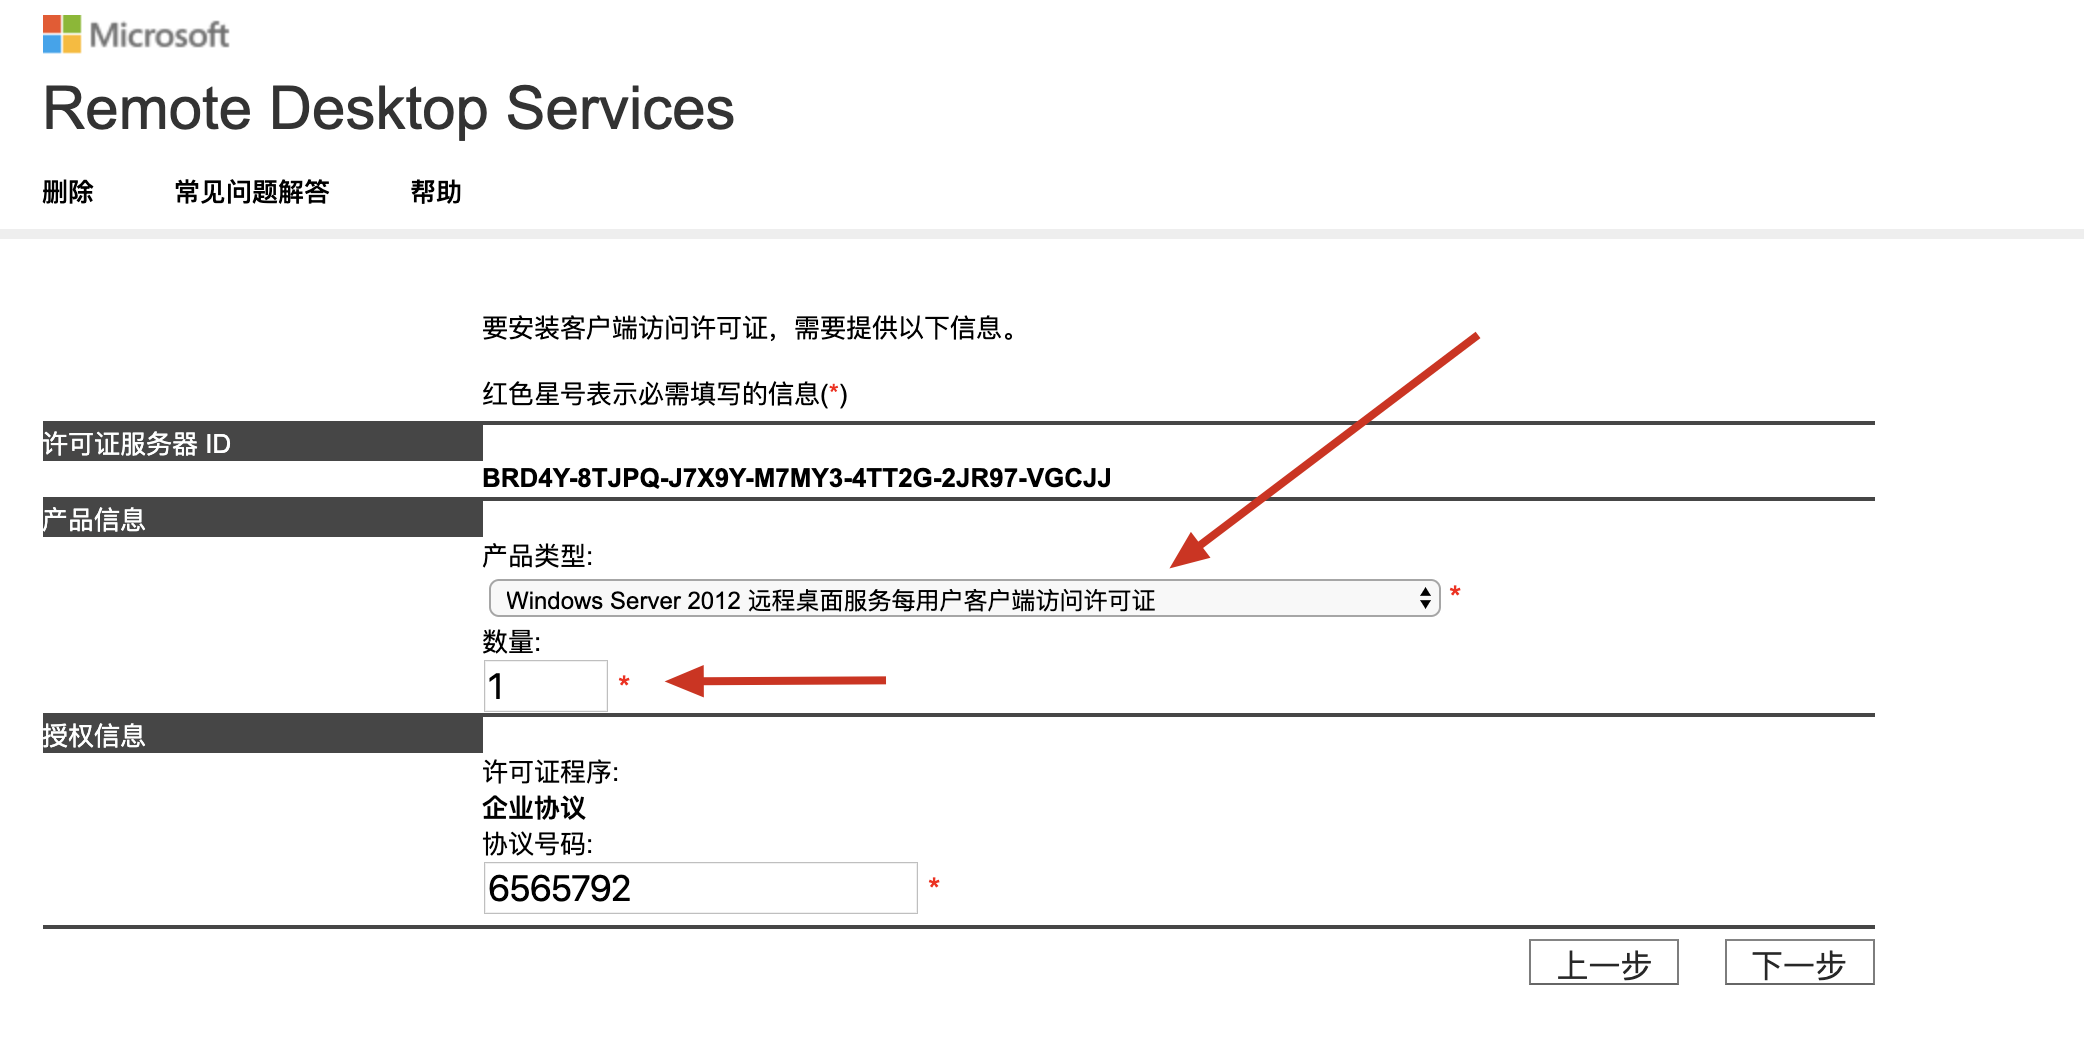 Microsoft
Remote Desktop Services
删除 常见问题解答 帮助
要安装客户端访问许可证，需要提供以下信息。
红色星号表示必需填写的信息(*)
许可证服务器 ID
BRD4Y-8TJPQ-J7X9Y-M7MY3-4TT2G-2JR97-VGCJJ
产品信息
产品类型:
Windows Server 2012 远程桌面服务每用户客户端访问许可证 *
数量:
1 *
授权信息
许可证程序:
企业协议
协议号码:
6565792 *
上一步 下一步